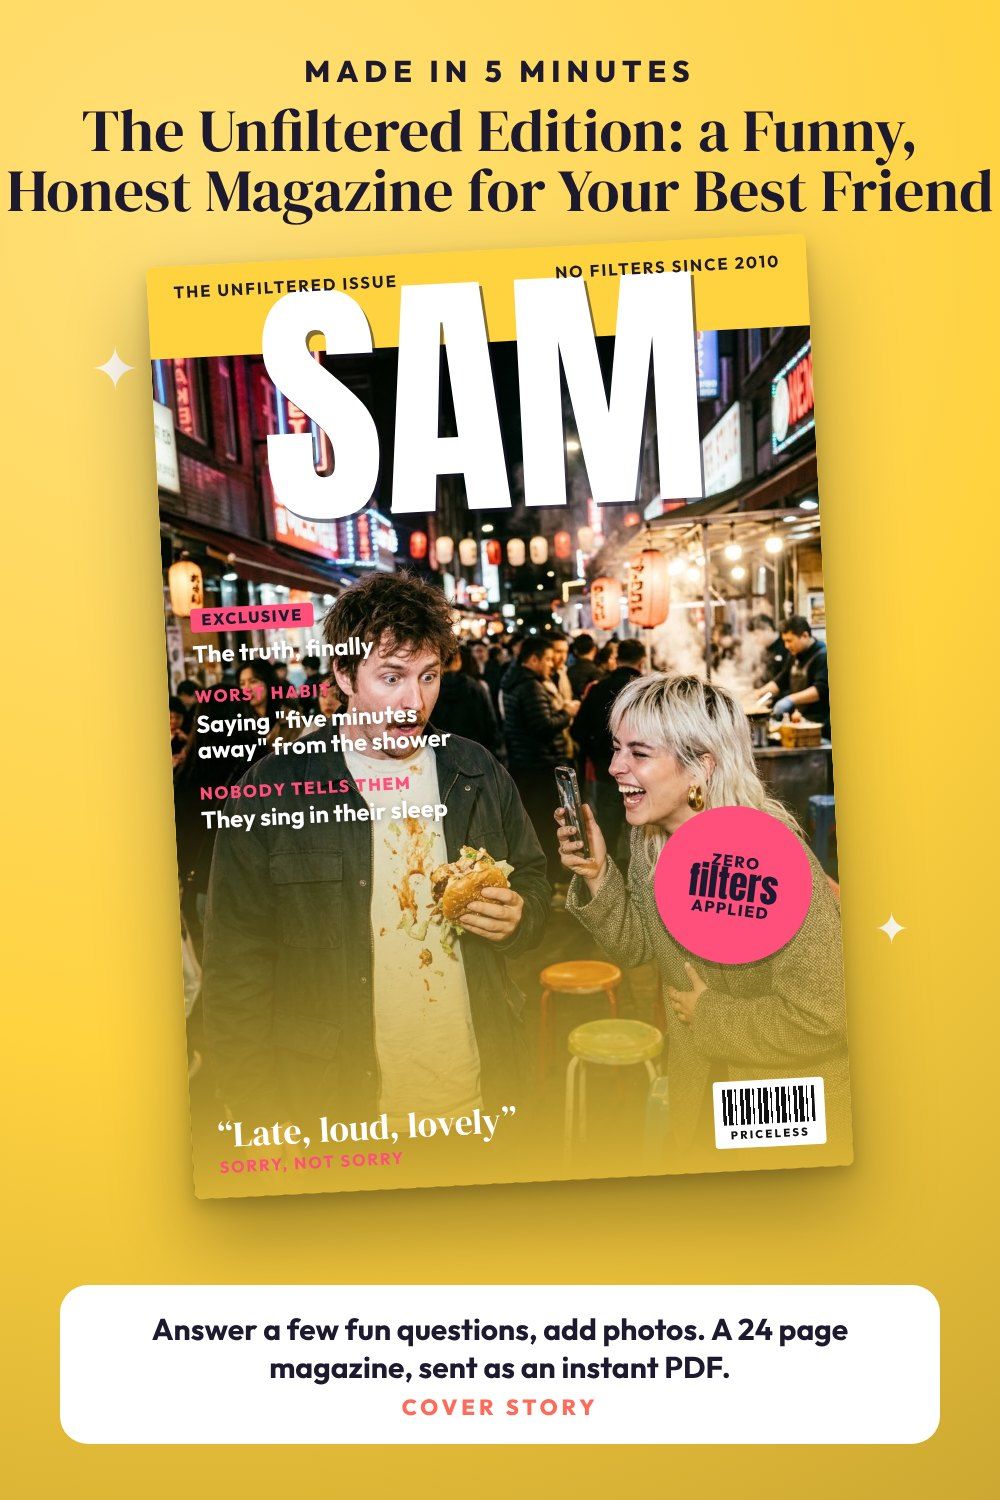 MADE IN 5 MINUTES
The Unfiltered Edition: a Funny,
Honest Magazine for Your Best Friend
THE UNFILTERED ISSUE
NO FILTERS SINCE 2010
SAM
EXCLUSIVE
The truth, finally
WORST HABIT
Saying "five minutes
away" from the shower
NOBODY TELLS THEM
They sing in their sleep
ZERO
filters
APPLIED
“Late, loud, lovely”
SORRY, NOT SORRY
PRICELESS
Answer a few fun questions, add photos. A 24 page
magazine, sent as an instant PDF.
COVER STORY